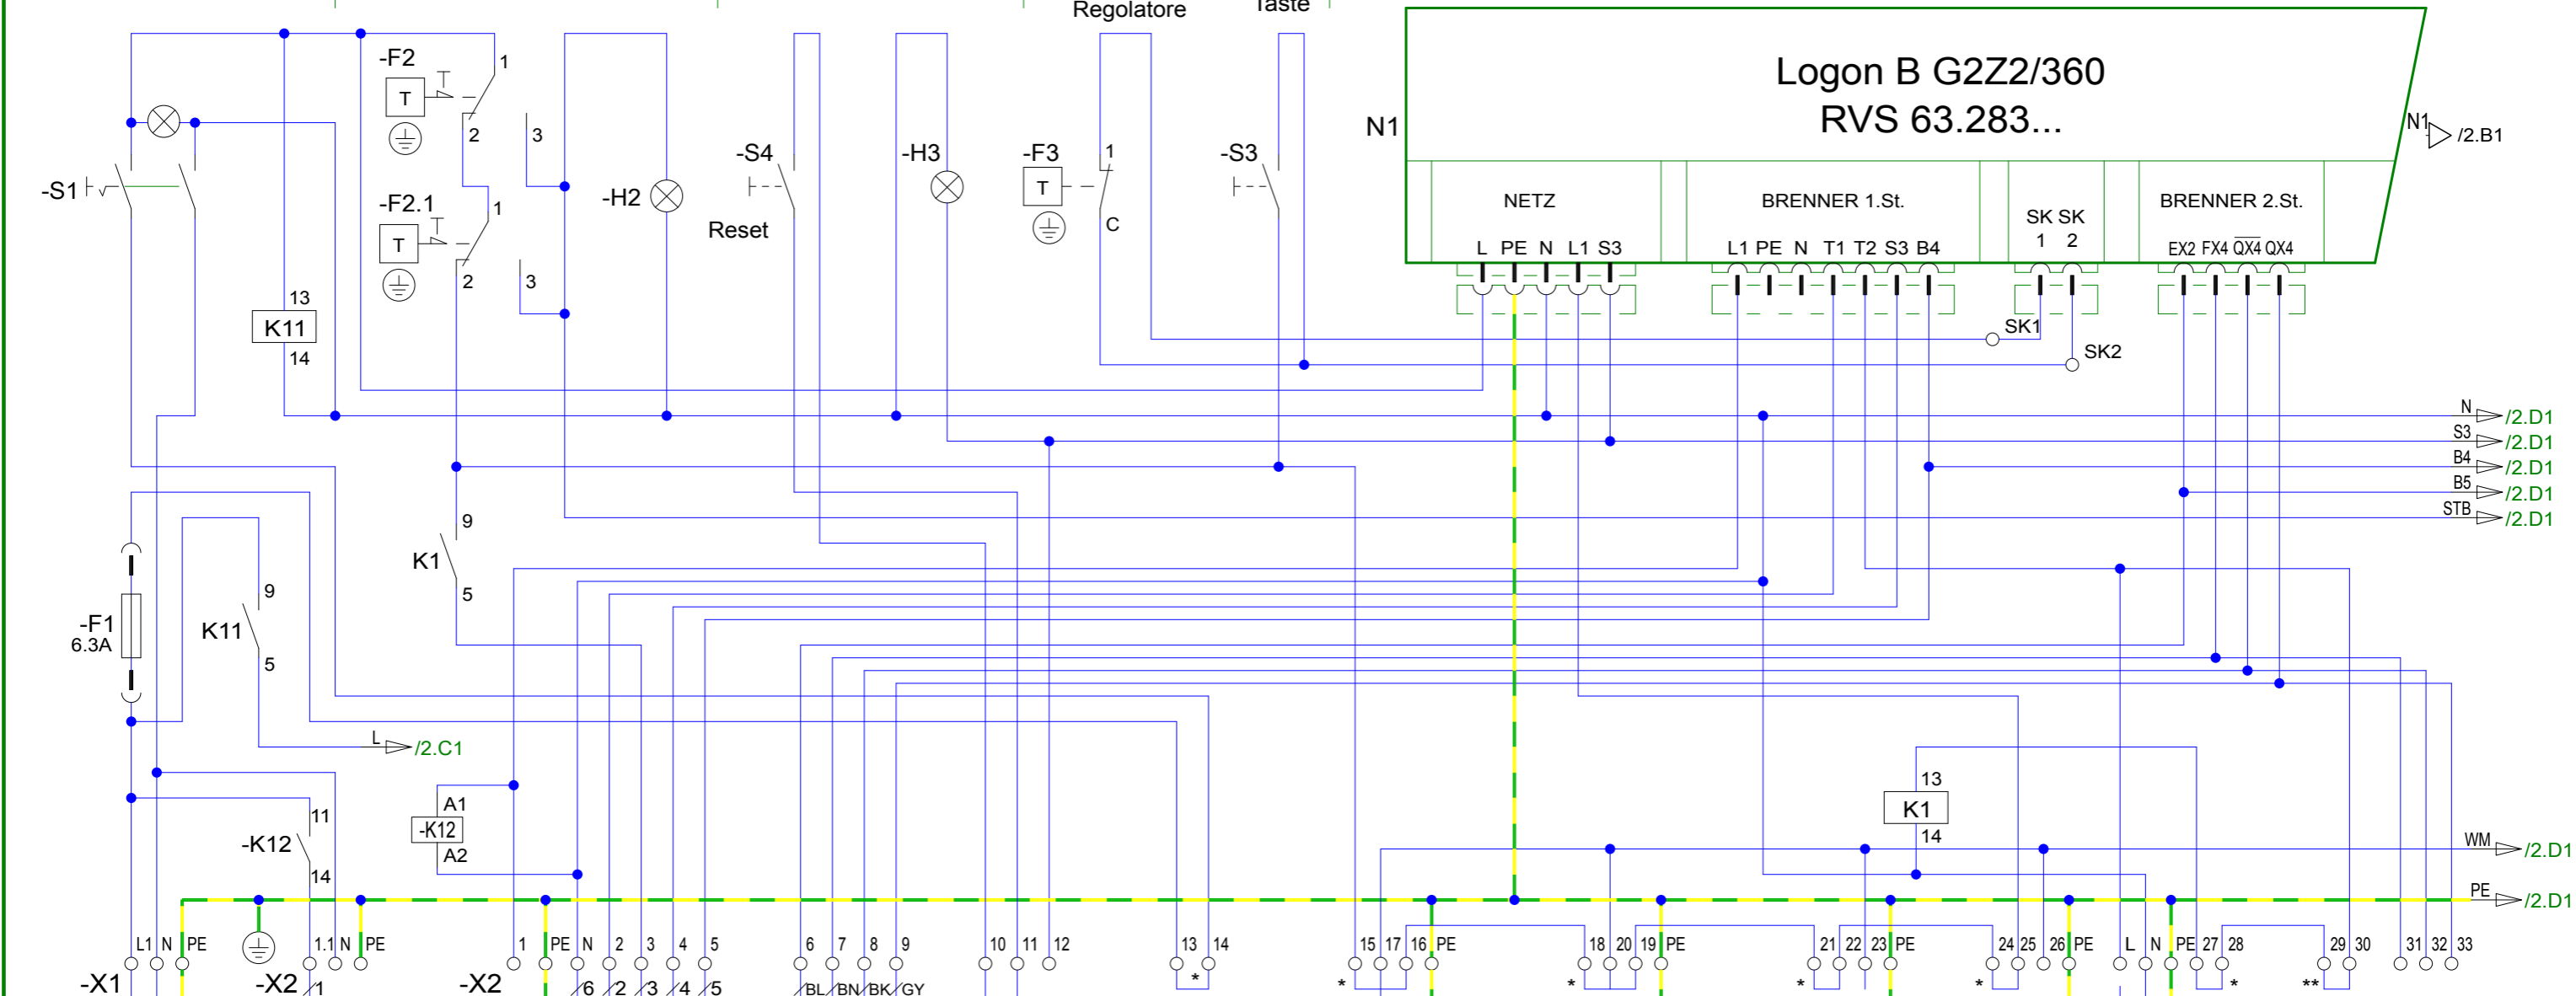 Regolatore
Taste
Logon B G2Z2/360
RVS 63.283...
N1
N1
/2.B1
NETZ
BRENNER 1.St.
SK SK
1 2
BRENNER 2.St.
L PE N L1 S3
L1 PE N T1 T2 S3 B4
EX2 FX4 QX4 QX4
-F2
T
1
2
3
-S1
-F2.1
T
1
2
3
-H2
-S4
Reset
-H3
-F3
T
1
C
-S3
13
K11
14
SK1
SK2
N /2.D1
S3 /2.D1
B4 /2.D1
B5 /2.D1
STB /2.D1
9
K1
5
-F1
6.3A
9
K11
5
L /2.C1
11
-K12
14
A1
-K12
A2
13
K1
14
WM /2.D1
PE /2.D1
L1 N PE
1.1 N PE
1 PE N 2 3 4 5
6 7 8 9
10 11 12
13 14
15 17 16 PE
18 20 19 PE
21 22 23 PE
24 25 26 PE
L N PE 27 28
29 30
31 32 33
-X1
-X2
1
-X2
6 2 3 4 5
BL BN BK GY
*
*
*
*
*
*
**